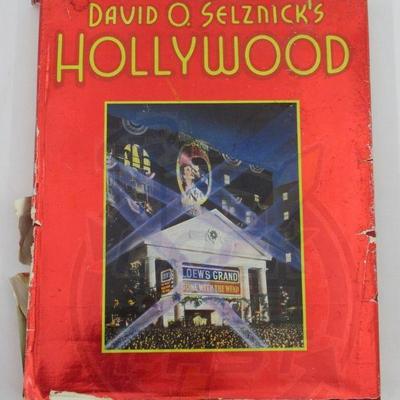 DAVID O. SELZNICK'S
HOLLYWOOD
LOEW'S GRAND
GONE WITH THE WIND